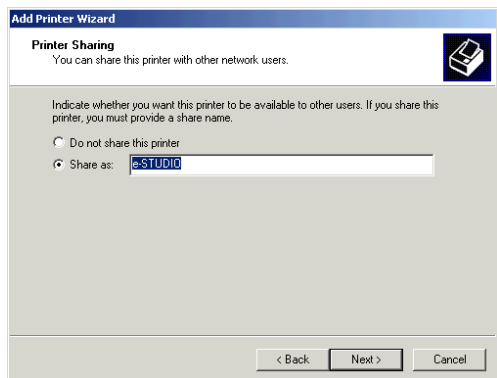 Add Printer Wizard
Printer Sharing
You can share this printer with other network users.
Indicate whether you want this printer to be available to other users. If you share this
printer, you must provide a share name.
Do not share this printer
Share as: e-STUDIO
< Back Next > Cancel